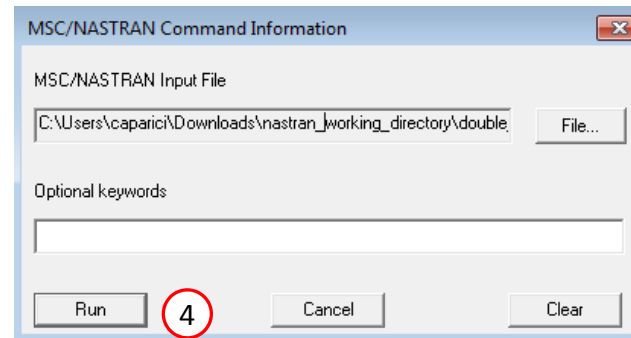 MSC/NASTRAN Command Information
MSC/NASTRAN Input File
C:\Users\caparici\Downloads\nastran_working_directory\double_
File...
Optional keywords
Run
4
Cancel
Clear